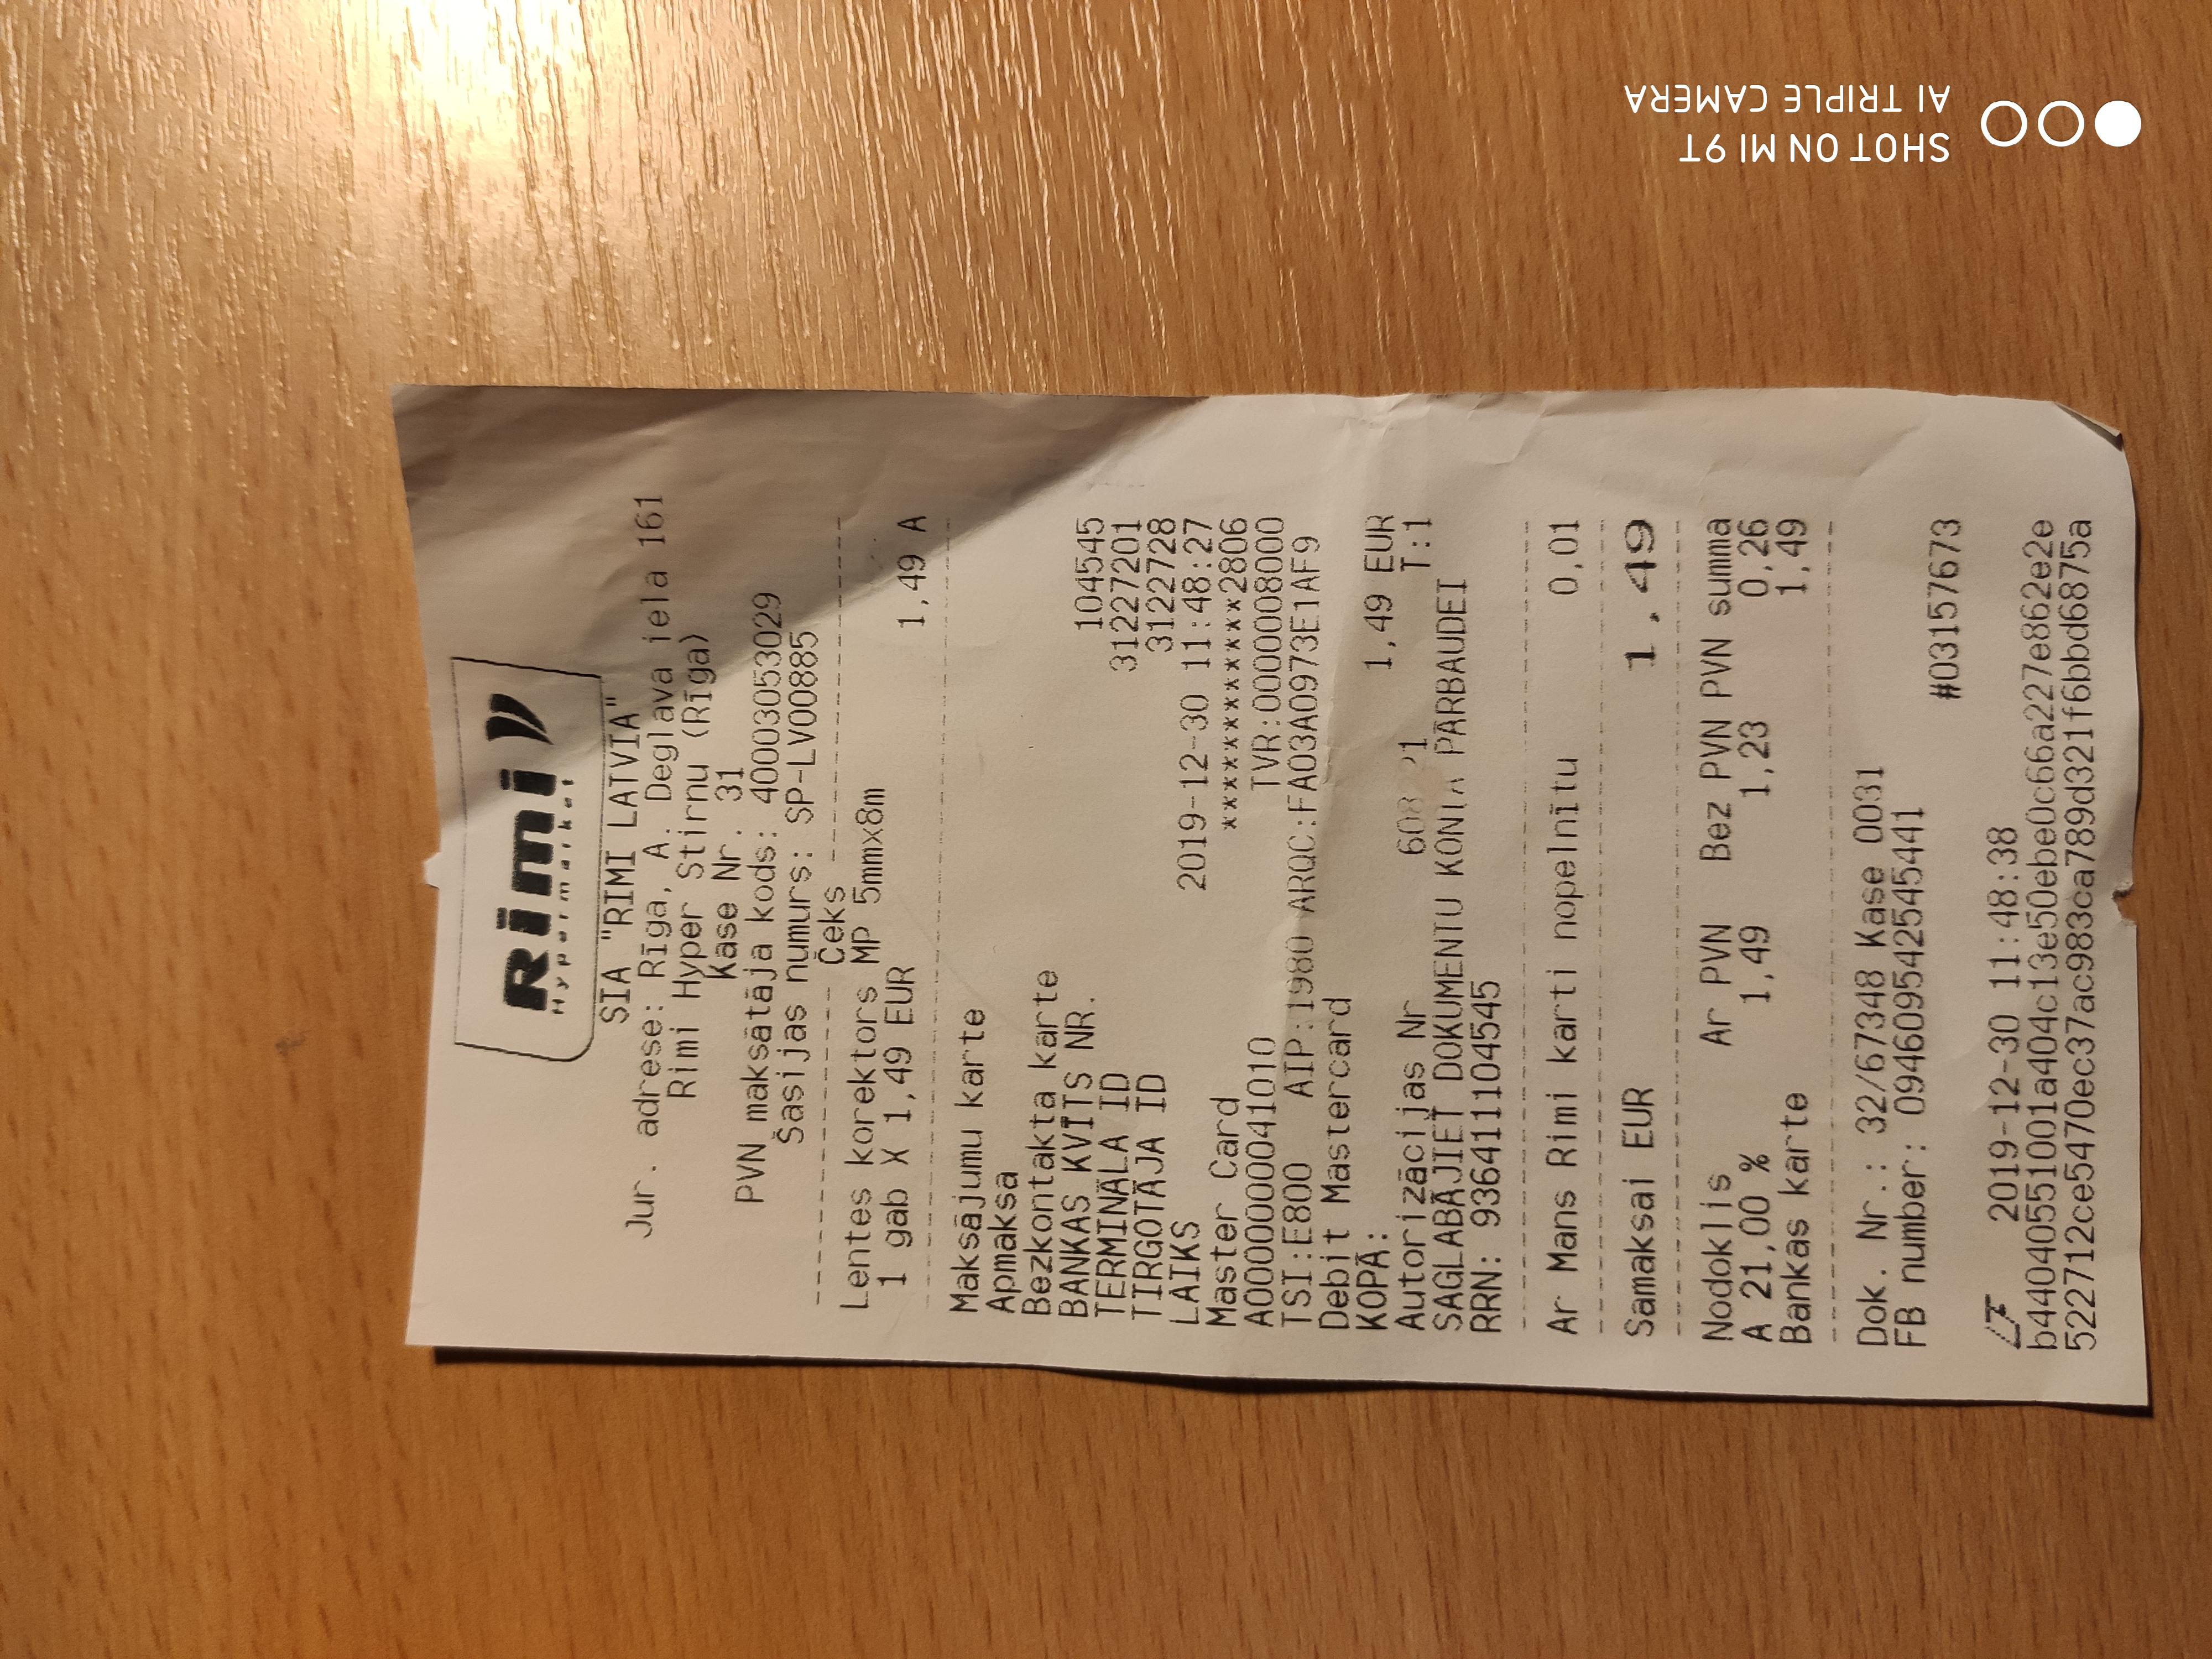 Rimi
Hypermarket
SIA "RIMI LATVIA"
Jur. adrese: Rīga, A. Deglava iela 161
Rimi Hyper Stirnu (Rīga)
Kase Nr. 31
PVN maksātāja kods: 40003053029
Šasijas numurs: SP-LV00885
Čeks
Lentes korektors MP 5mmx8m
1 gab X 1,49 EUR 1,49 A
Maksājumu karte
Apmaksa
Bezkontakta karte
BANKAS KVĪTS NR. 104545
TERMINĀLA ID 31227201
TIRGOTĀJA ID 3122728
LAIKS 2019-12-30 11:48:27
Master Card ************2806
A0000000041010 TVR:0000008000
TSI:E800 AIP:1980 ARQC:FA03A0973E1AF9
Debit Mastercard
KOPĀ: 1,49 EUR
Autorizācijas Nr T:1
SAGLABĀJIET DOKUMENTU KONTA PĀRBAUDEI
RRN: 936411104545
Ar Mans Rimi karti nopelnītu 0,01
Samaksai EUR 1.49
Nodoklis Ar PVN Bez PVN PVN summa
A 21,00 % 1,49 1,23 0,26
Bankas karte 1,49
Dok. Nr.: 32/67348 Kase 0031
FB number: 094609542545441
#03157673
LF 2019-12-30 11:48:38
b44040551001a404c13e50ebe0c66a227e862e2e
522712ce5470ec37ac983ca789d321f6bbd6875a
SHOT ON MI 9T
AI TRIPLE CAMERA